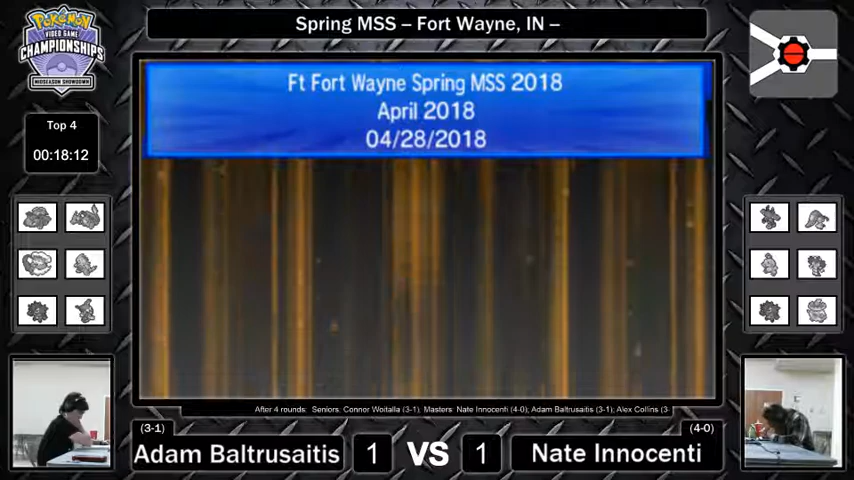 Spring MSS – Fort Wayne, IN –
Pokémon
VIDEO GAME
CHAMPIONSHIPS
MIDSEASON SHOWDOWN
Ft Fort Wayne Spring MSS 2018
April 2018
04/28/2018
Top 4
00:18:12
After 4 rounds: Seniors. Connor Woitalla (3-1). Masters: Nate Innocenti (4-0); Adam Baltrusaitis (3-1); Alex Collins (3-
(3-1)
(4-0)
Adam Baltrusaitis 1 VS 1 Nate Innocenti